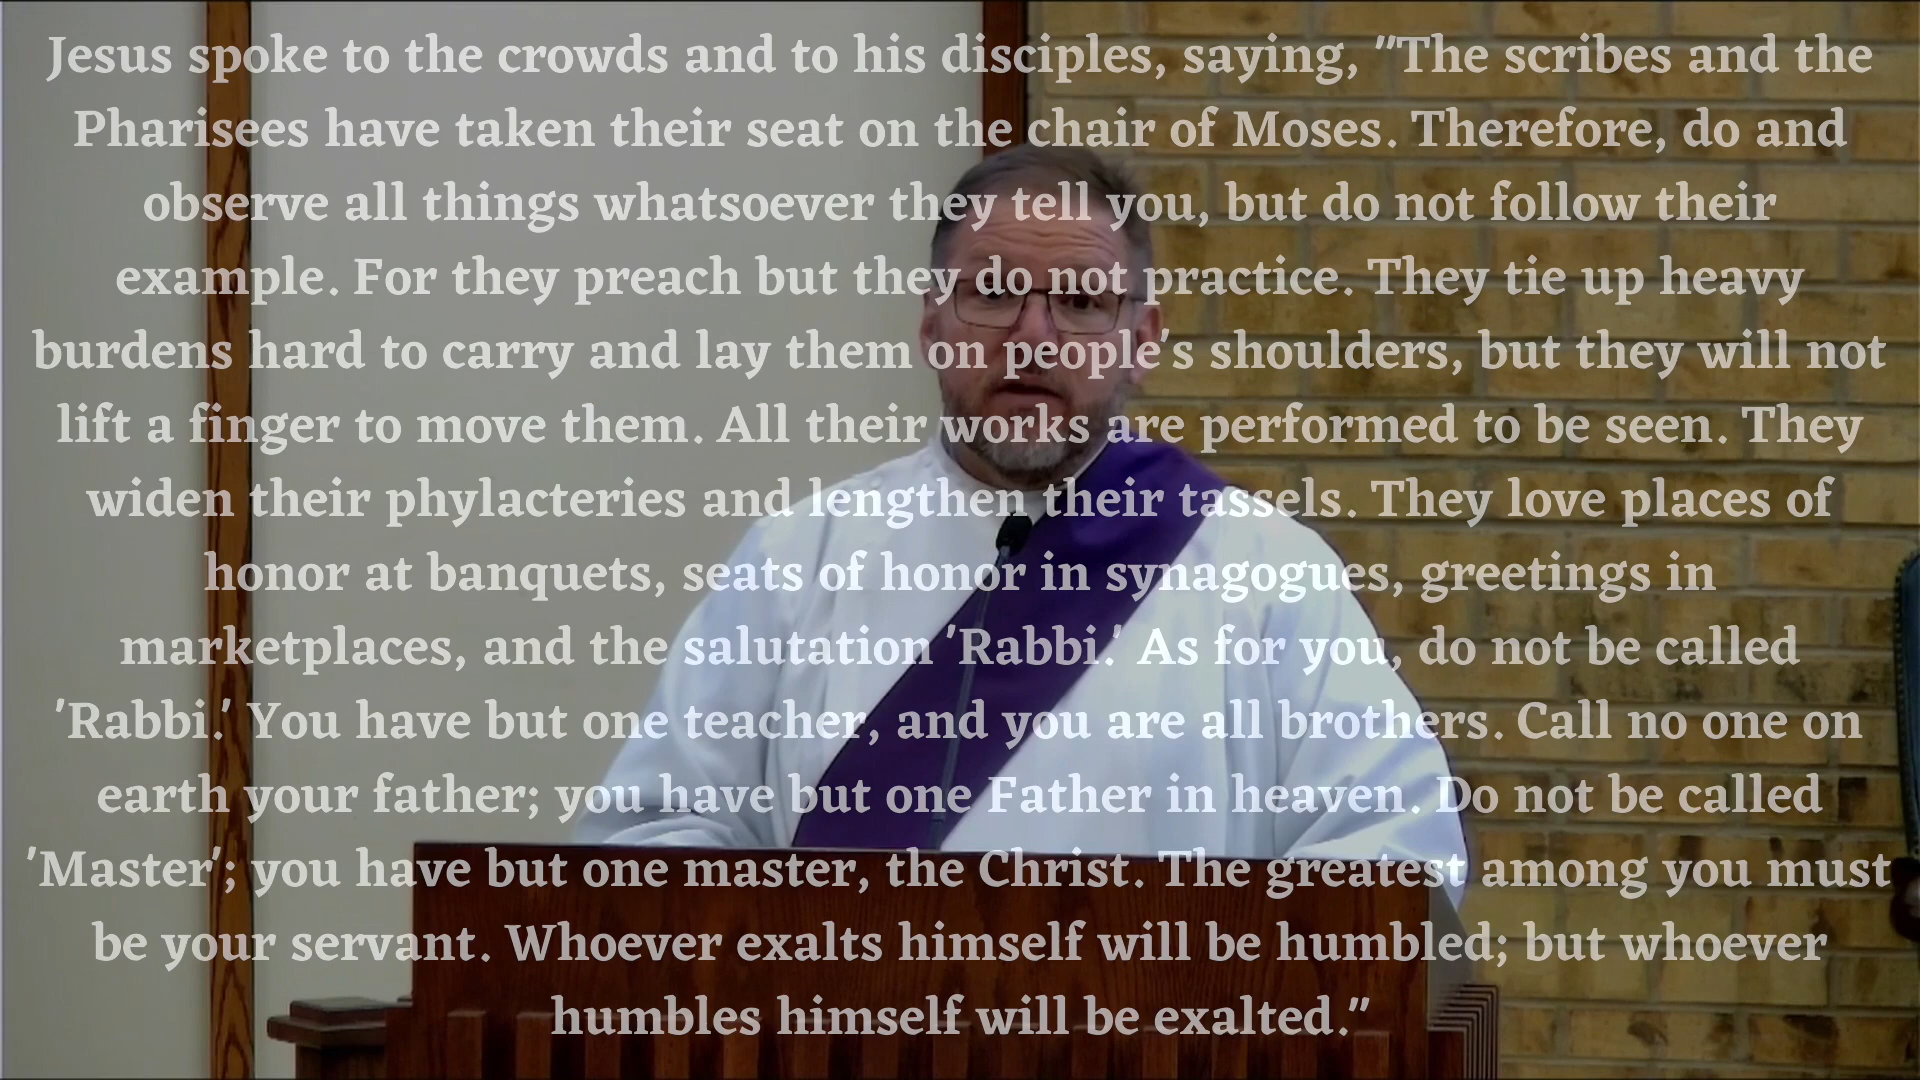 Jesus spoke to the crowds and to his disciples, saying, "The scribes and the
Pharisees have taken their seat on the chair of Moses. Therefore, do and
observe all things whatsoever they tell you, but do not follow their
example. For they preach but they do not practice. They tie up heavy
burdens hard to carry and lay them on people's shoulders, but they will not
lift a finger to move them. All their works are performed to be seen. They
widen their phylacteries and lengthen their tassels. They love places of
honor at banquets, seats of honor in synagogues, greetings in
marketplaces, and the salutation 'Rabbi.' As for you, do not be called
'Rabbi.' You have but one teacher, and you are all brothers. Call no one on
earth your father; you have but one Father in heaven. Do not be called
'Master'; you have but one master, the Christ. The greatest among you must
be your servant. Whoever exalts himself will be humbled; but whoever
humbles himself will be exalted."